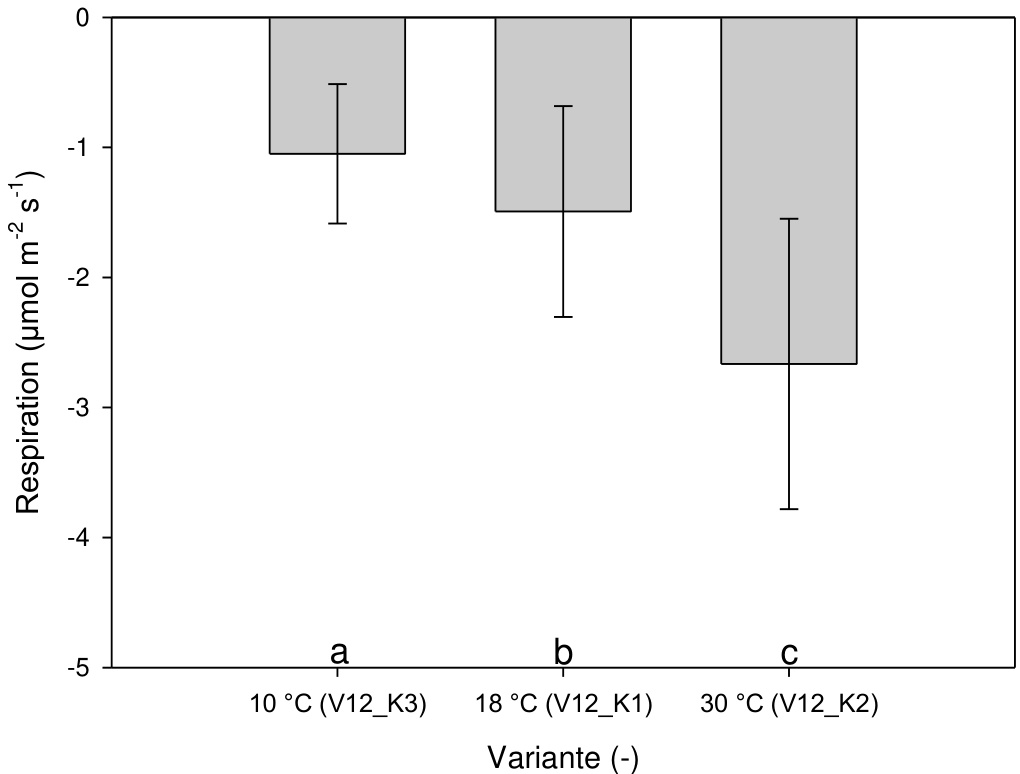 0
-1
-2
-3
-4
-5
Respiration (µmol m⁻² s⁻¹)
a b c
10 °C (V12_K3) 18 °C (V12_K1) 30 °C (V12_K2)
Variante (-)